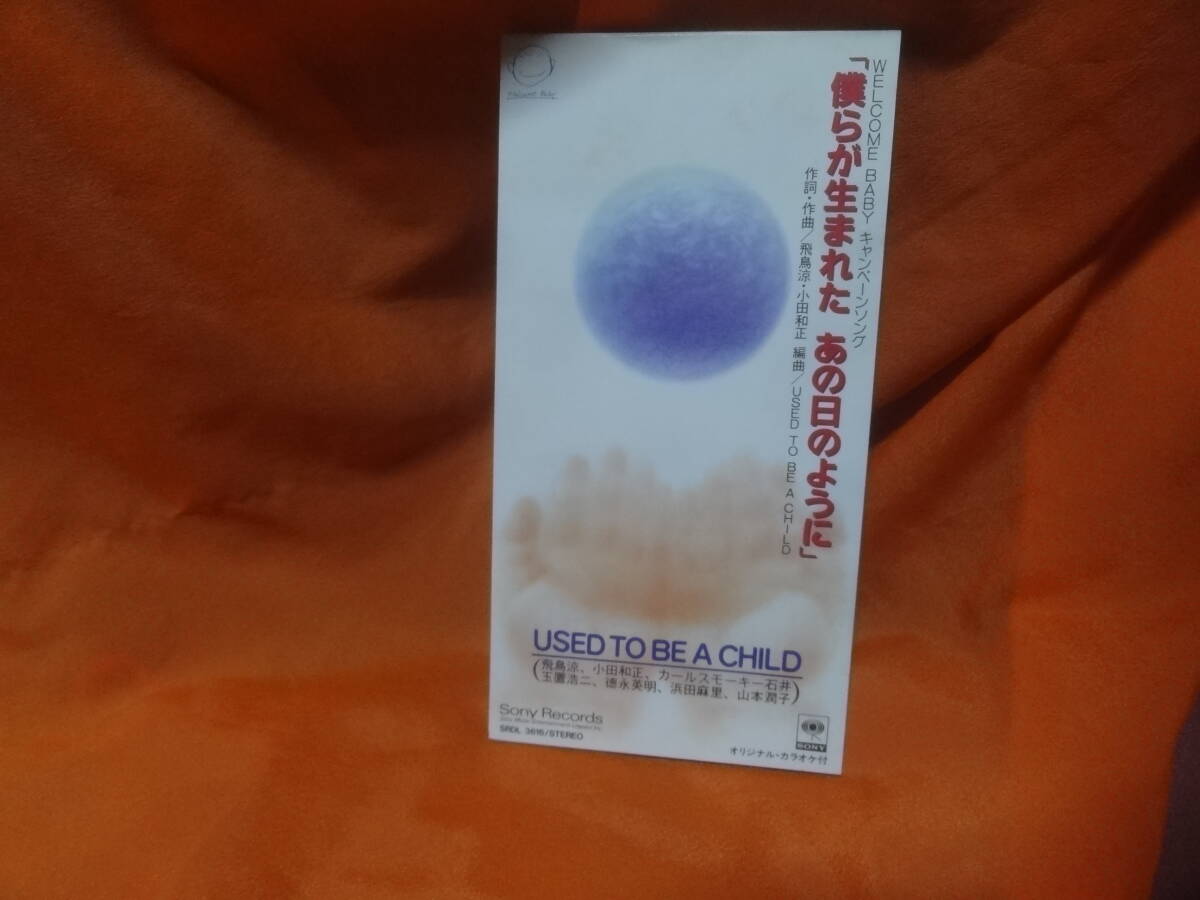 Welcome Baby
WELCOME BABY キャンペーンソング
「僕らが生まれた あの日のように」
作詞・作曲/飛鳥涼・小田和正 編曲/USED TO BE A CHILD
USED TO BE A CHILD
(飛鳥涼、小田和正、カールスモーキー石井
玉置浩二、徳永英明、浜田麻里、山本潤子)
Sony Records
SRDL 3616/STEREO
SONY
オリジナル・カラオケ付